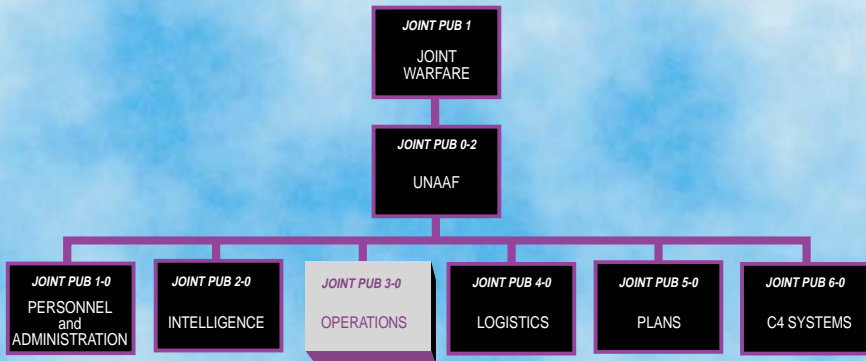 JOINT PUB 1
JOINT
WARFARE
JOINT PUB 0-2
UNAAF
JOINT PUB 1-0
PERSONNEL
and
ADMINISTRATION
JOINT PUB 2-0
INTELLIGENCE
JOINT PUB 3-0
OPERATIONS
JOINT PUB 4-0
LOGISTICS
JOINT PUB 5-0
PLANS
JOINT PUB 6-0
C4 SYSTEMS